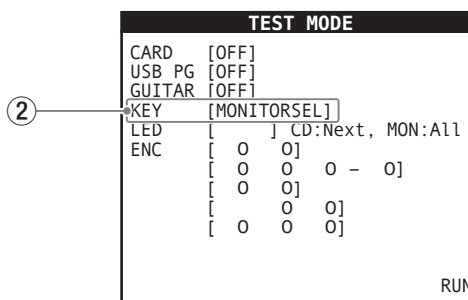 TEST MODE
CARD [OFF]
USB PG [OFF]
GUITAR [OFF]
② KEY [MONITORSEL]
LED [ ] CD:Next, MON:All
ENC [ O O]
[ O O O – O]
[ O O]
[ O O]
[ O O O]
RUN